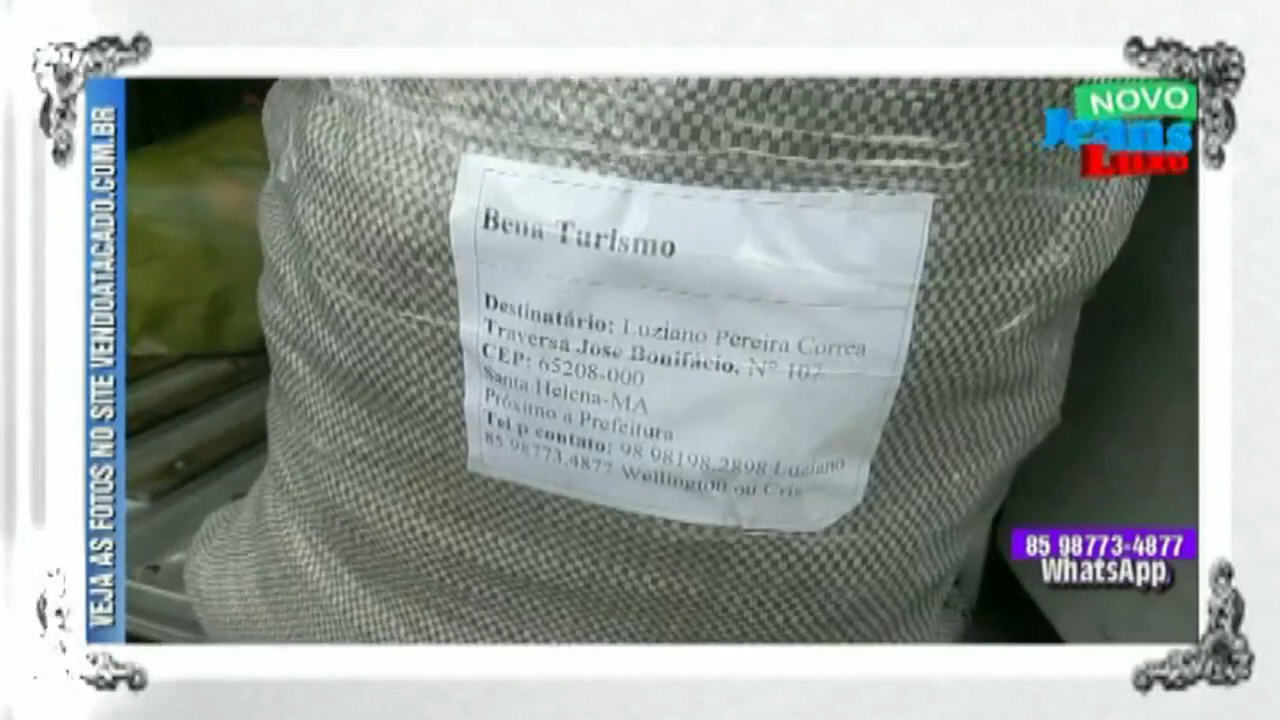 VEJA AS FOTOS NO SITE VENDOATACADO.COM.BR
NOVO
Jeans
Luxo
Bena Turismo
Destinatário: Luziano Pereira Correa
Traversa Jose Bonifácio, Nº 107
CEP: 65208-000
Santa Helena-MA
Próximo a Prefeitura
Tel.p contato: 98 98198.2898 Luziano
85 98773.4877 Wellington ou Cris
85 98773-4877
WhatsApp